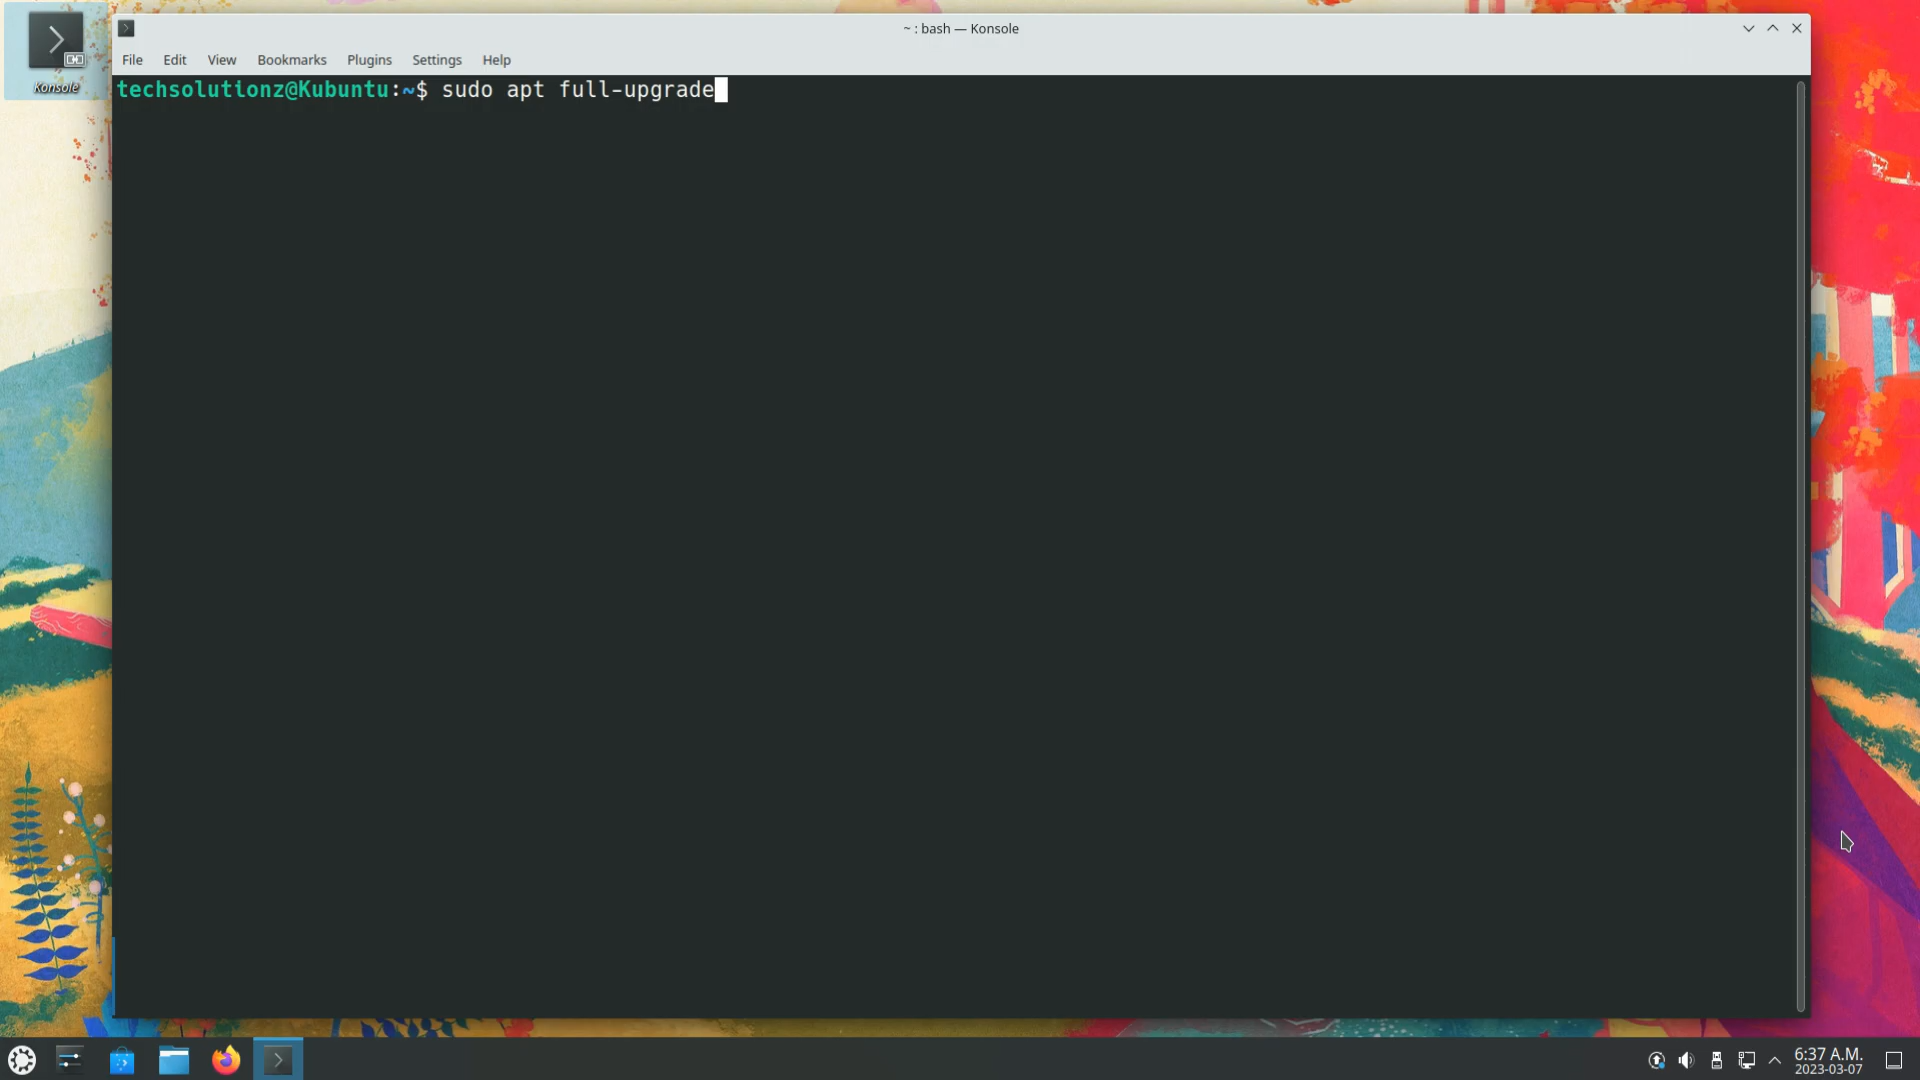 Konsole
~ : bash — Konsole
File Edit View Bookmarks Plugins Settings Help
techsolutionz@Kubuntu:~$ sudo apt full-upgrade
6:37 A.M.
2023-03-07